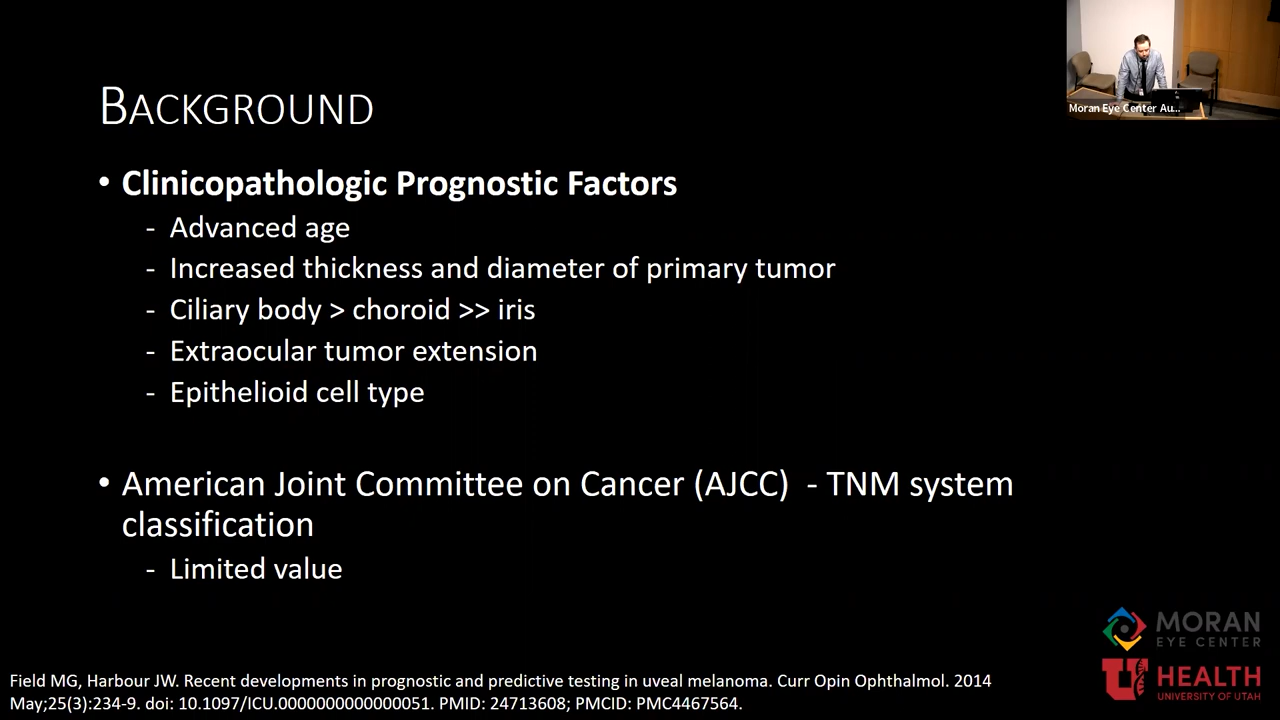 BACKGROUND
• Clinicopathologic Prognostic Factors
- Advanced age
- Increased thickness and diameter of primary tumor
- Ciliary body > choroid >> iris
- Extraocular tumor extension
- Epithelioid cell type
• American Joint Committee on Cancer (AJCC) - TNM system
classification
- Limited value
Field MG, Harbour JW. Recent developments in prognostic and predictive testing in uveal melanoma. Curr Opin Ophthalmol. 2014
May;25(3):234-9. doi: 10.1097/ICU.0000000000000051. PMID: 24713608; PMCID: PMC4467564.
Moran Eye Center Au...
MORAN
EYE CENTER
U HEALTH
UNIVERSITY OF UTAH